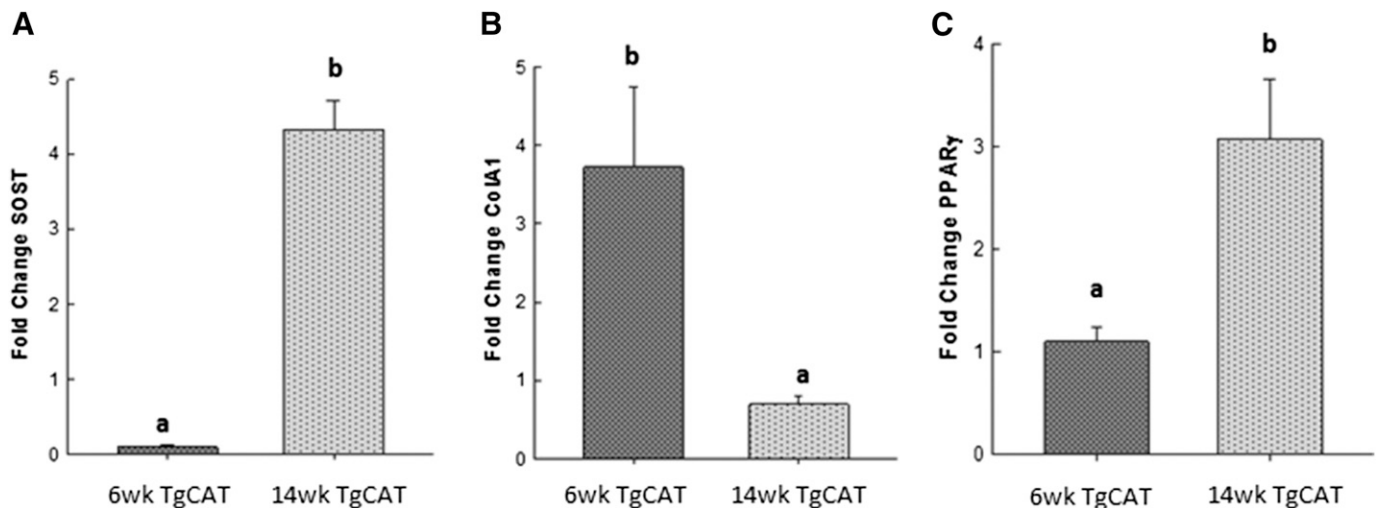 A
Fold Change SOST
5
4
3
2
1
0
a
b
6wk TgCAT
14wk TgCAT
B
Fold Change ColA1
5
4
3
2
1
0
b
a
6wk TgCAT
14wk TgCAT
C
Fold Change PPARγ
4
3
2
1
0
a
b
6wk TgCAT
14wk TgCAT